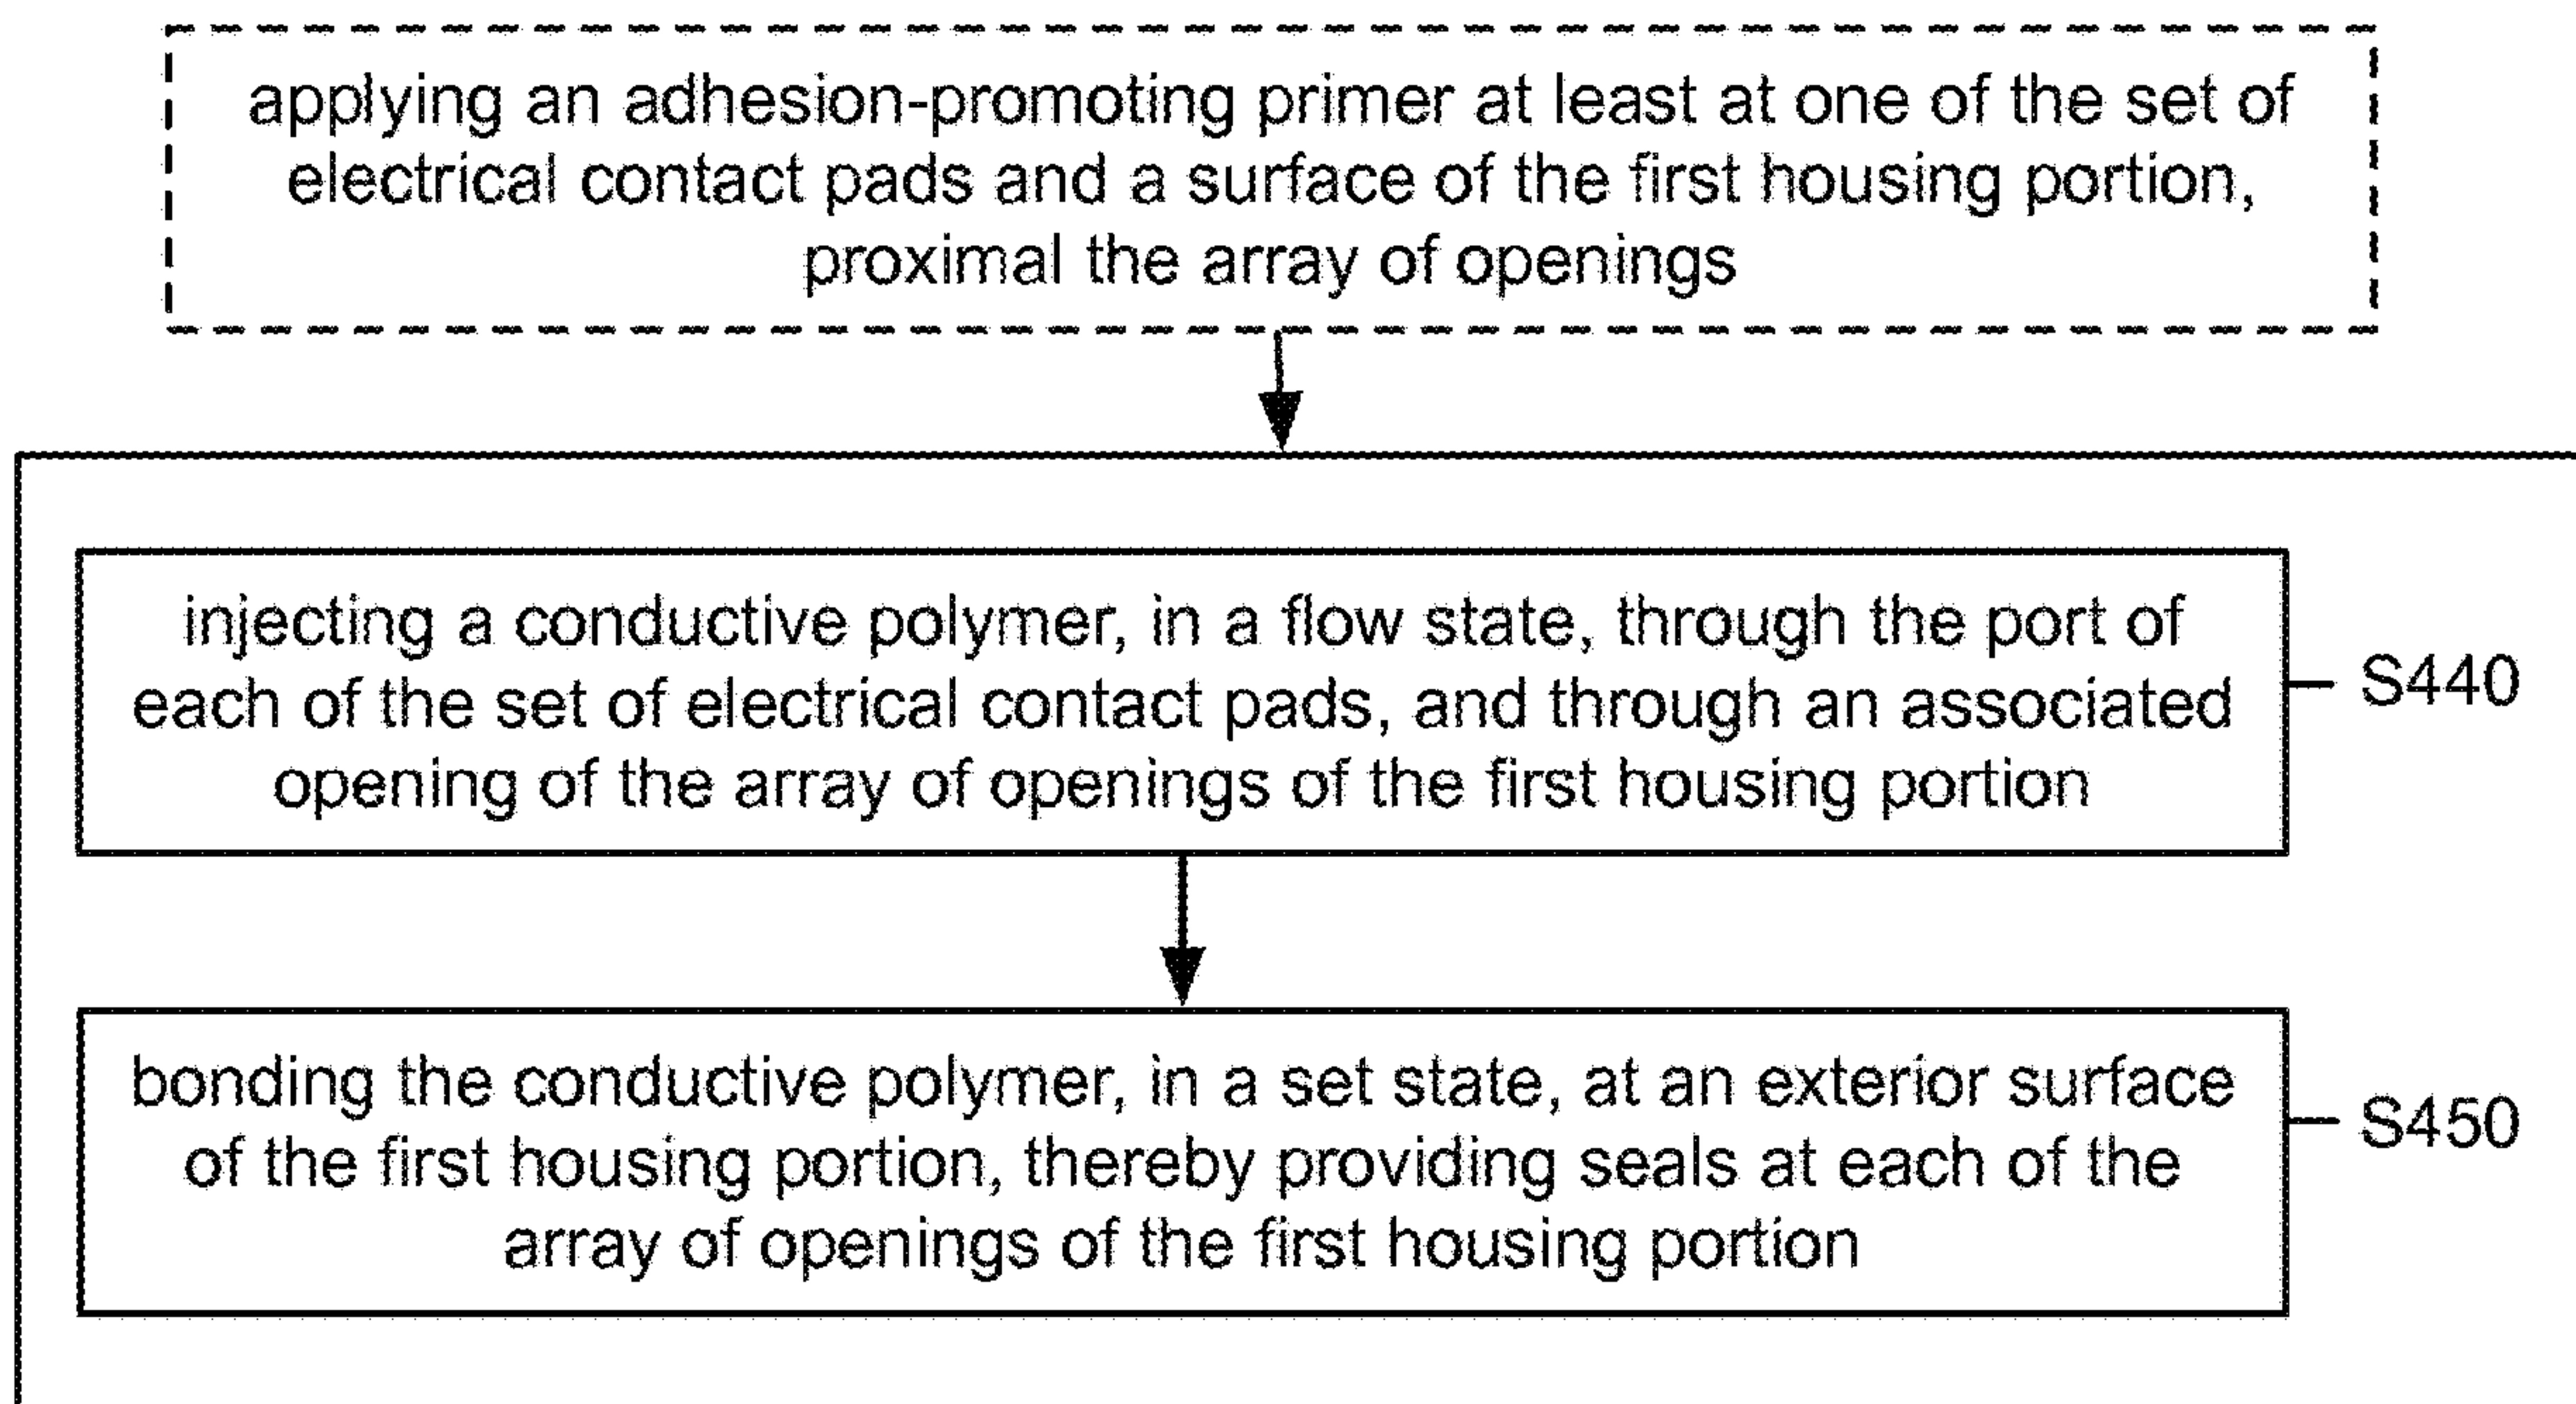 applying an adhesion-promoting primer at least at one of the set of
electrical contact pads and a surface of the first housing portion,
proximal the array of openings
injecting a conductive polymer, in a flow state, through the port of
each of the set of electrical contact pads, and through an associated
opening of the array of openings of the first housing portion
S440
bonding the conductive polymer, in a set state, at an exterior surface
of the first housing portion, thereby providing seals at each of the
array of openings of the first housing portion
S450